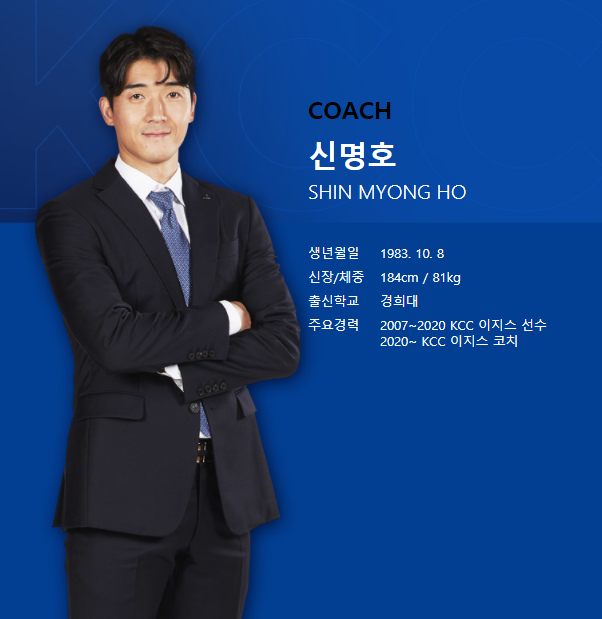 KCC
COACH
신명호
SHIN MYONG HO
생년월일 1983. 10. 8
신장/체중 184cm / 81kg
출신학교 경희대
주요경력 2007~2020 KCC 이지스 선수
2020~ KCC 이지스 코치